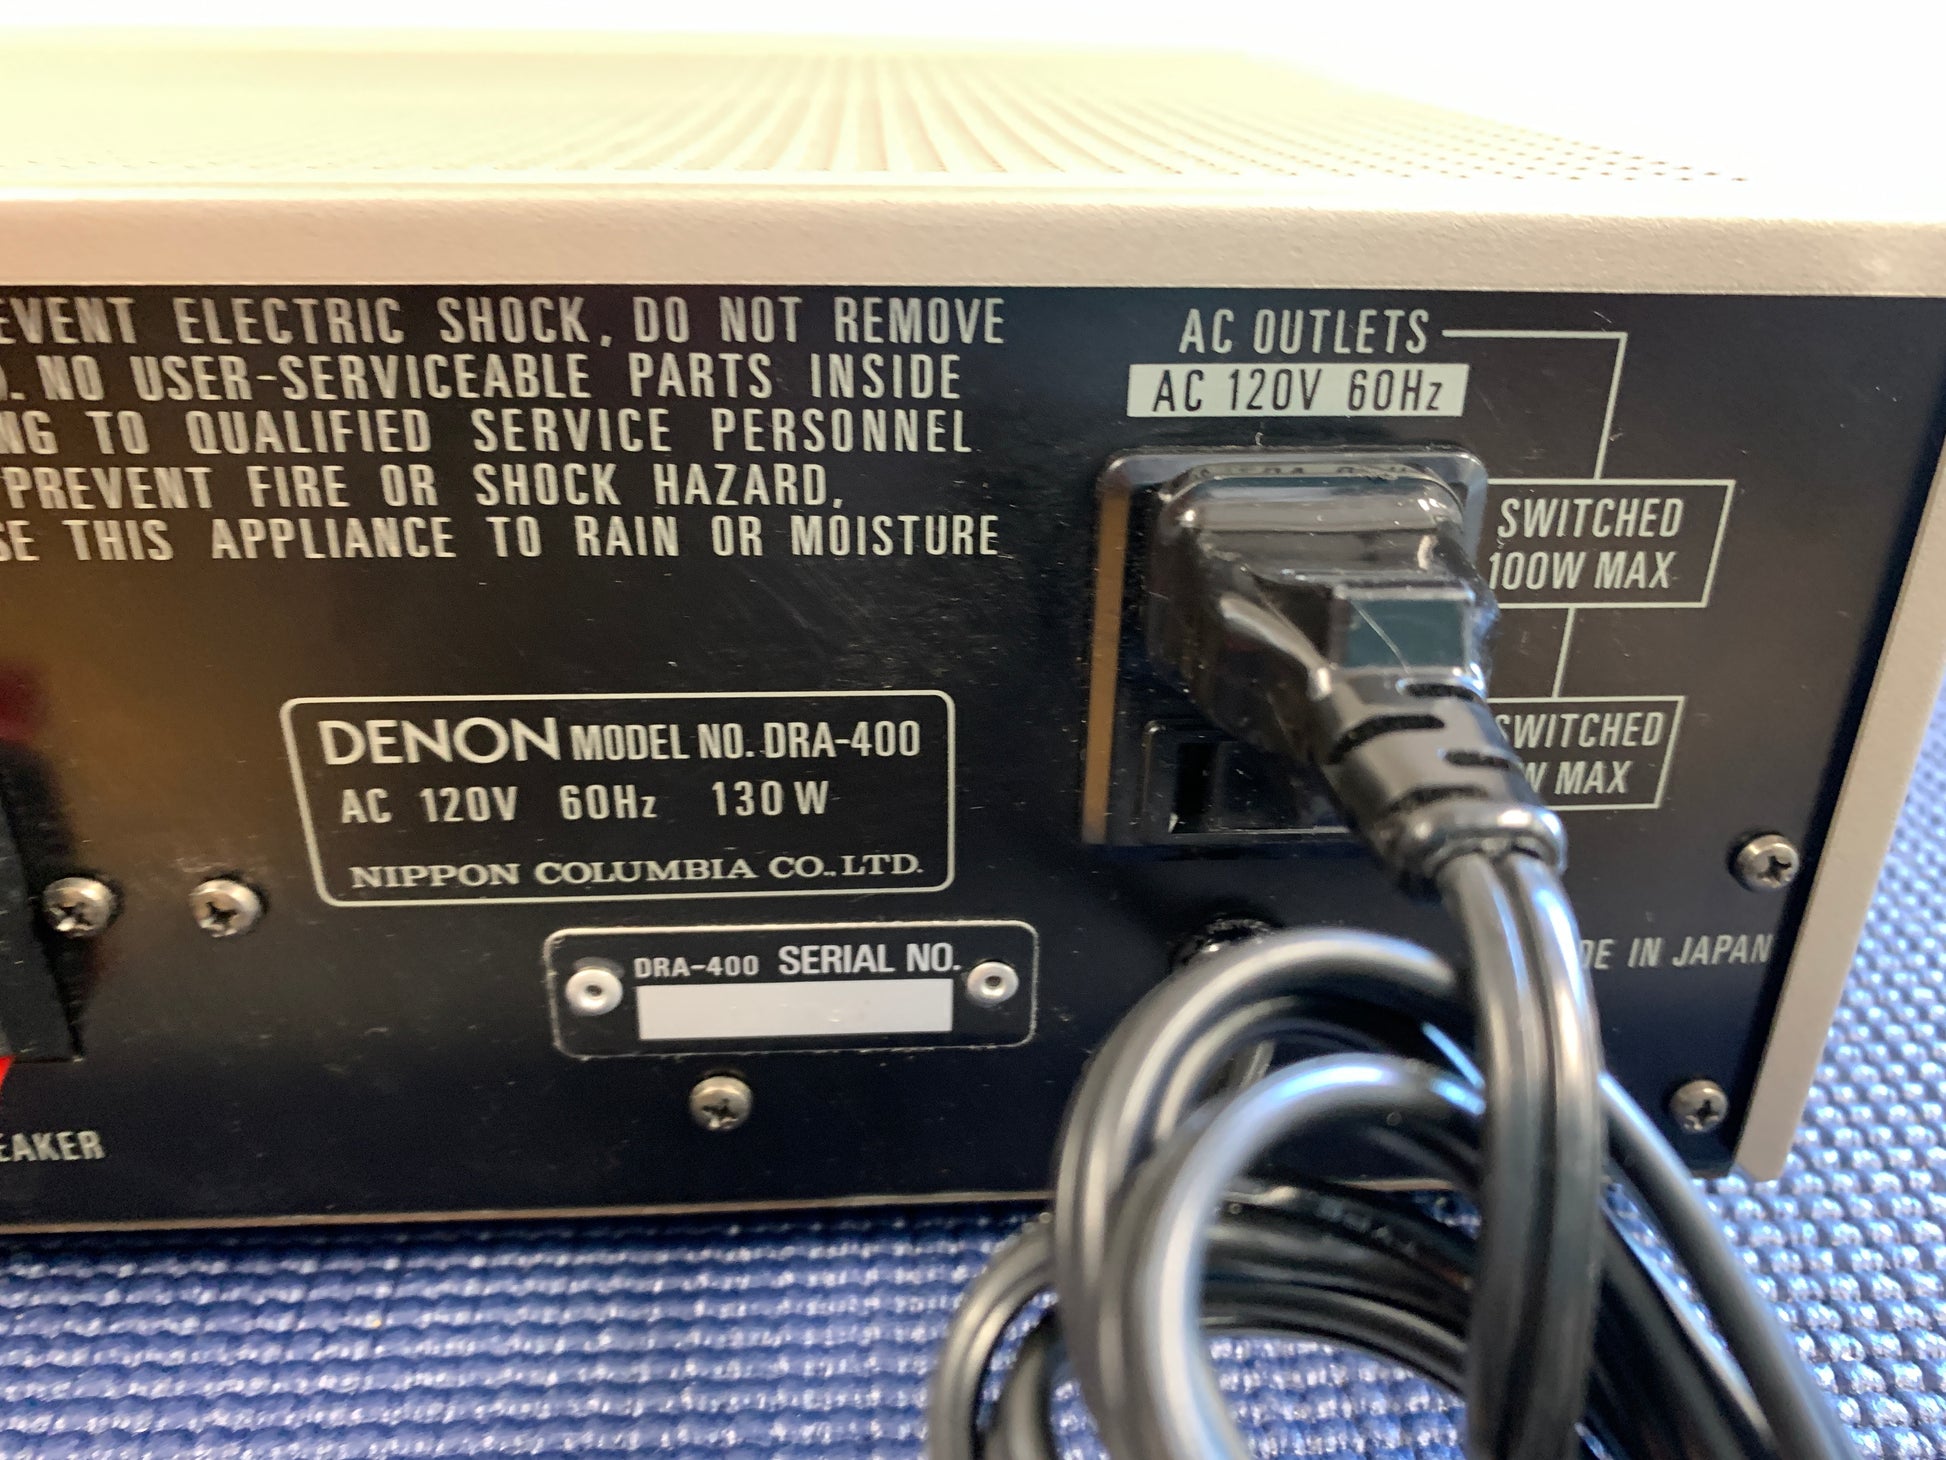 EVENT ELECTRIC SHOCK, DO NOT REMOVE
. NO USER-SERVICEABLE PARTS INSIDE
NG TO QUALIFIED SERVICE PERSONNEL
PREVENT FIRE OR SHOCK HAZARD,
SE THIS APPLIANCE TO RAIN OR MOISTURE
AC OUTLETS
AC 120V 60Hz
SWITCHED
100W MAX
SWITCHED
W MAX
DENON MODEL NO. DRA-400
AC 120V 60Hz 130W
NIPPON COLUMBIA CO., LTD.
DRA-400 SERIAL NO.
DE IN JAPAN
EAKER